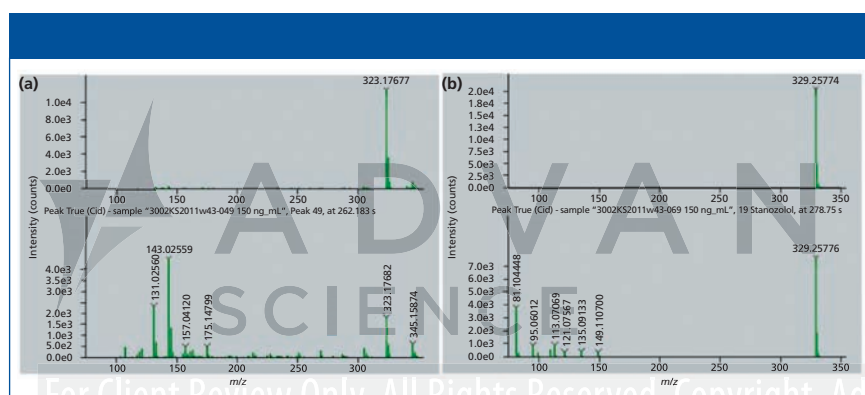 (a)
323.17677
1.0e4
8.0e3
6.0e3
4.0e3
2.0e3
0.0e0
100 150 200 250 300
Peak True (Cid) - sample "3002KS2011w43-049 150 ng_mL", Peak 49, at 262.183 s
Intensity (counts)
143.02559
131.02560
157.04120
175.14799
323.17682
345.15874
4.0e3
3.5e3
3.0e3
2.0e3
1.5e3
1.0e3
5.0e2
0.0e0
100 150 200 250 300
m/z
(b)
329.25774
2.0e4
1.8e4
1.5e4
1.3e4
1.0e4
7.5e3
5.0e3
2.5e3
0.0e0
100 150 200 250 300 350
Peak True (Cid) - sample "3002KS2011w43-069 150 ng_mL", 19 Stanozolol, at 278.75 s
Intensity (counts)
329.25776
81.104448
95.06012
113.07069
121.07567
135.09133
149.110700
7.0e3
6.0e3
5.0e3
4.0e3
3.0e3
2.0e3
1.0e3
0.0e0
100 150 200 250 300 350
m/z
ADVAN
SCIENCE
For Client Review Only. All Rights Reserved. Copyright, Ad